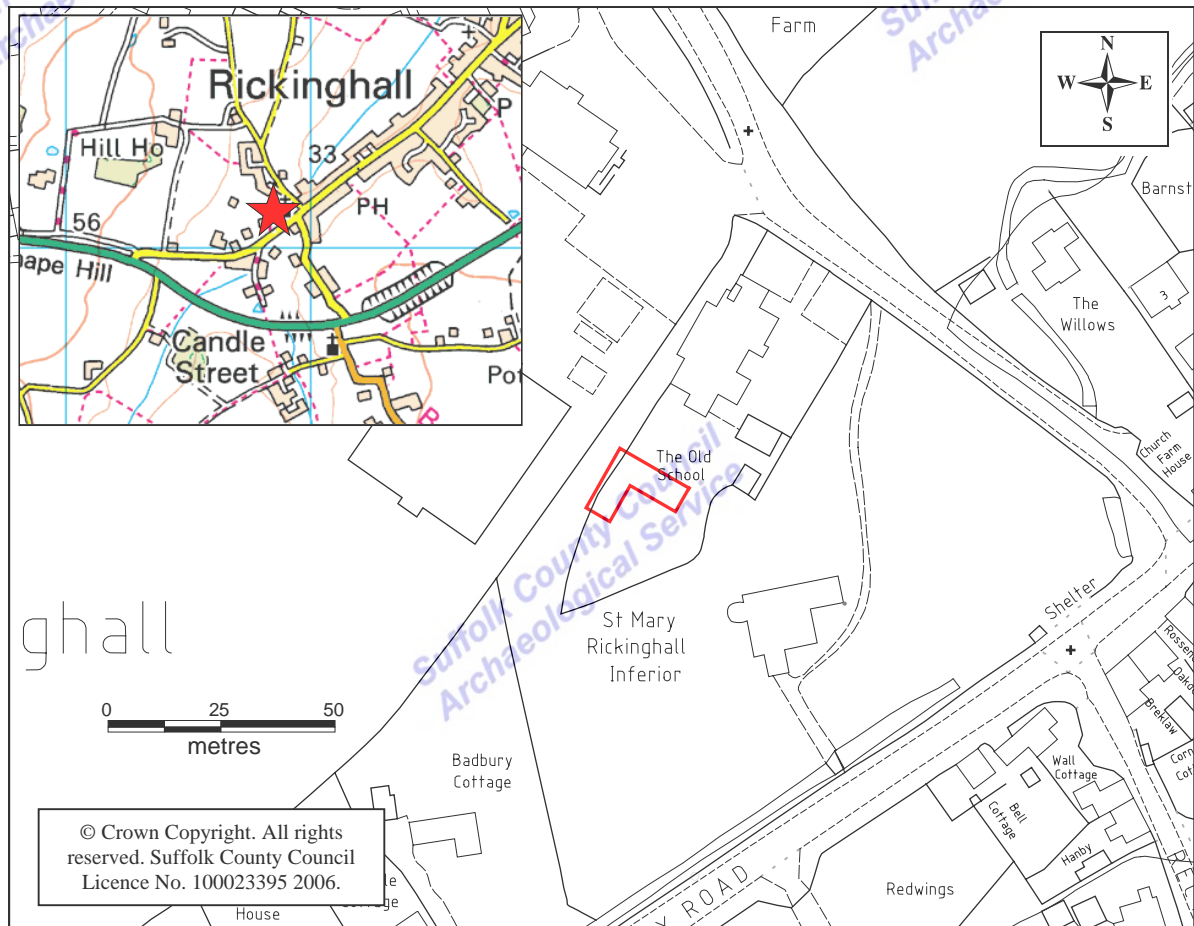 Rickinghall
P
Hill Ho
33
PH
56
Candle
Street
Farm
N
W E
S
Barnst
3
The
Willows
Church
Farm
House
The Old
School
Suffolk County Council
Archaeological Service
St Mary
Rickinghall
Inferior
Shelter
ghall
0 25 50
metres
Badbury
Cottage
Wall
Cottage
Bell
Cottage
Breklaw
Hanby
Redwings
ROAD
House
© Crown Copyright. All rights
reserved. Suffolk County Council
Licence No. 100023395 2006.